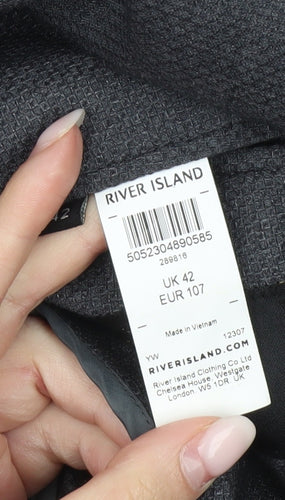 RIVER ISLAND
5052304890585
289816
UK 42
EUR 107
Made in Vietnam
YW
12307
RIVERISLAND.COM
River Island Clothing Co Ltd
Chelsea House, Westgate
London. W5 1DR. UK
42